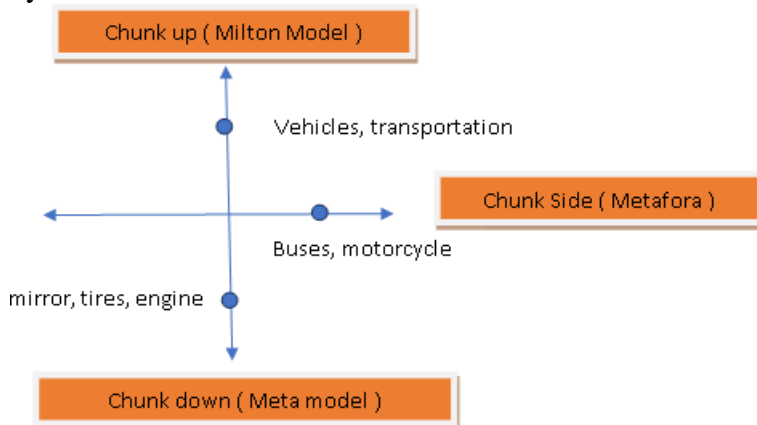 Chunk up ( Milton Model )
Vehicles, transportation
Chunk Side ( Metafora )
Buses, motorcycle
mirror, tires, engine
Chunk down ( Meta model )